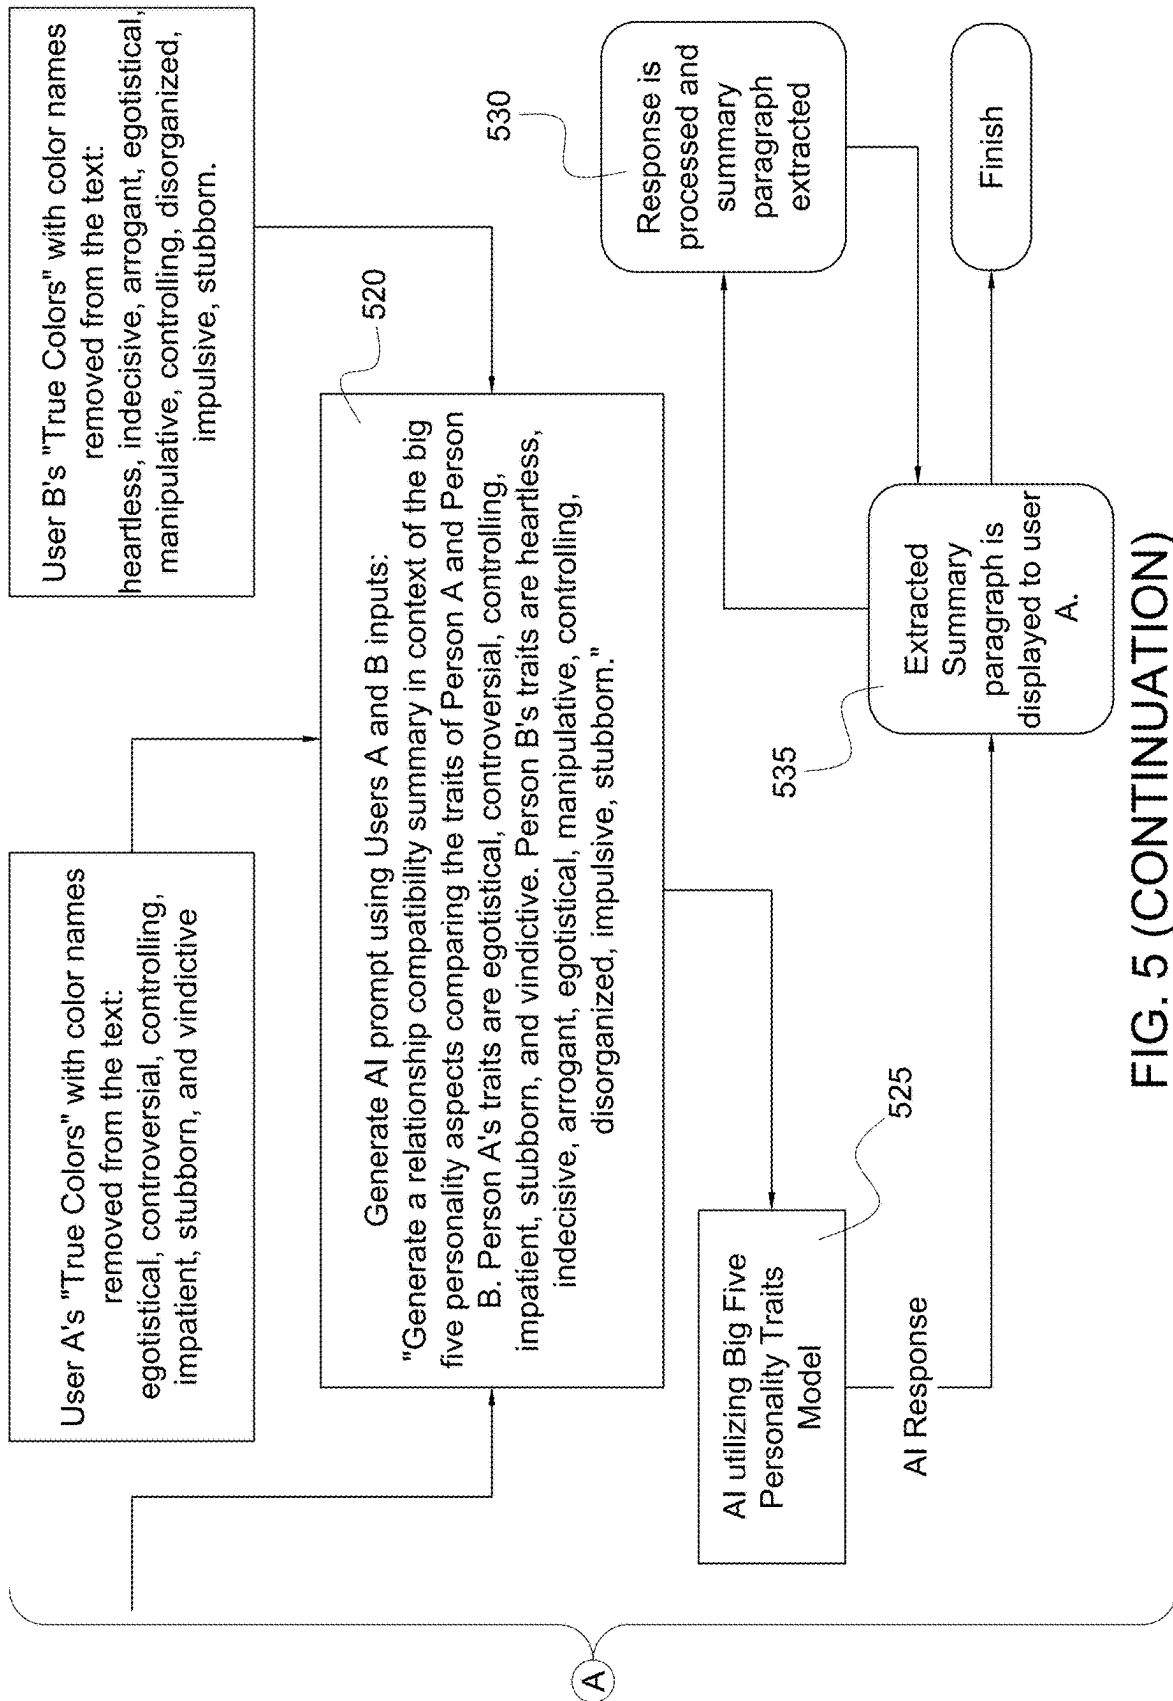 A
User A's "True Colors" with color names
removed from the text:
egotistical, controversial, controlling,
impatient, stubborn, and vindictive
User B's "True Colors" with color names
removed from the text:
heartless, indecisive, arrogant, egotistical,
manipulative, controlling, disorganized,
impulsive, stubborn.
Generate AI prompt using Users A and B inputs:
"Generate a relationship compatibility summary in context of the big
five personality aspects comparing the traits of Person A and Person
B. Person A's traits are egotistical, controversial, controlling,
impatient, stubborn, and vindictive. Person B's traits are heartless,
indecisive, arrogant, egotistical, manipulative, controlling,
disorganized, impulsive, stubborn."
520
AI utilizing Big Five
Personality Traits
Model
525
AI Response
Response is
processed and
summary
paragraph
extracted
530
Extracted
Summary
paragraph is
displayed to user
A.
535
Finish
FIG. 5 (CONTINUATION)